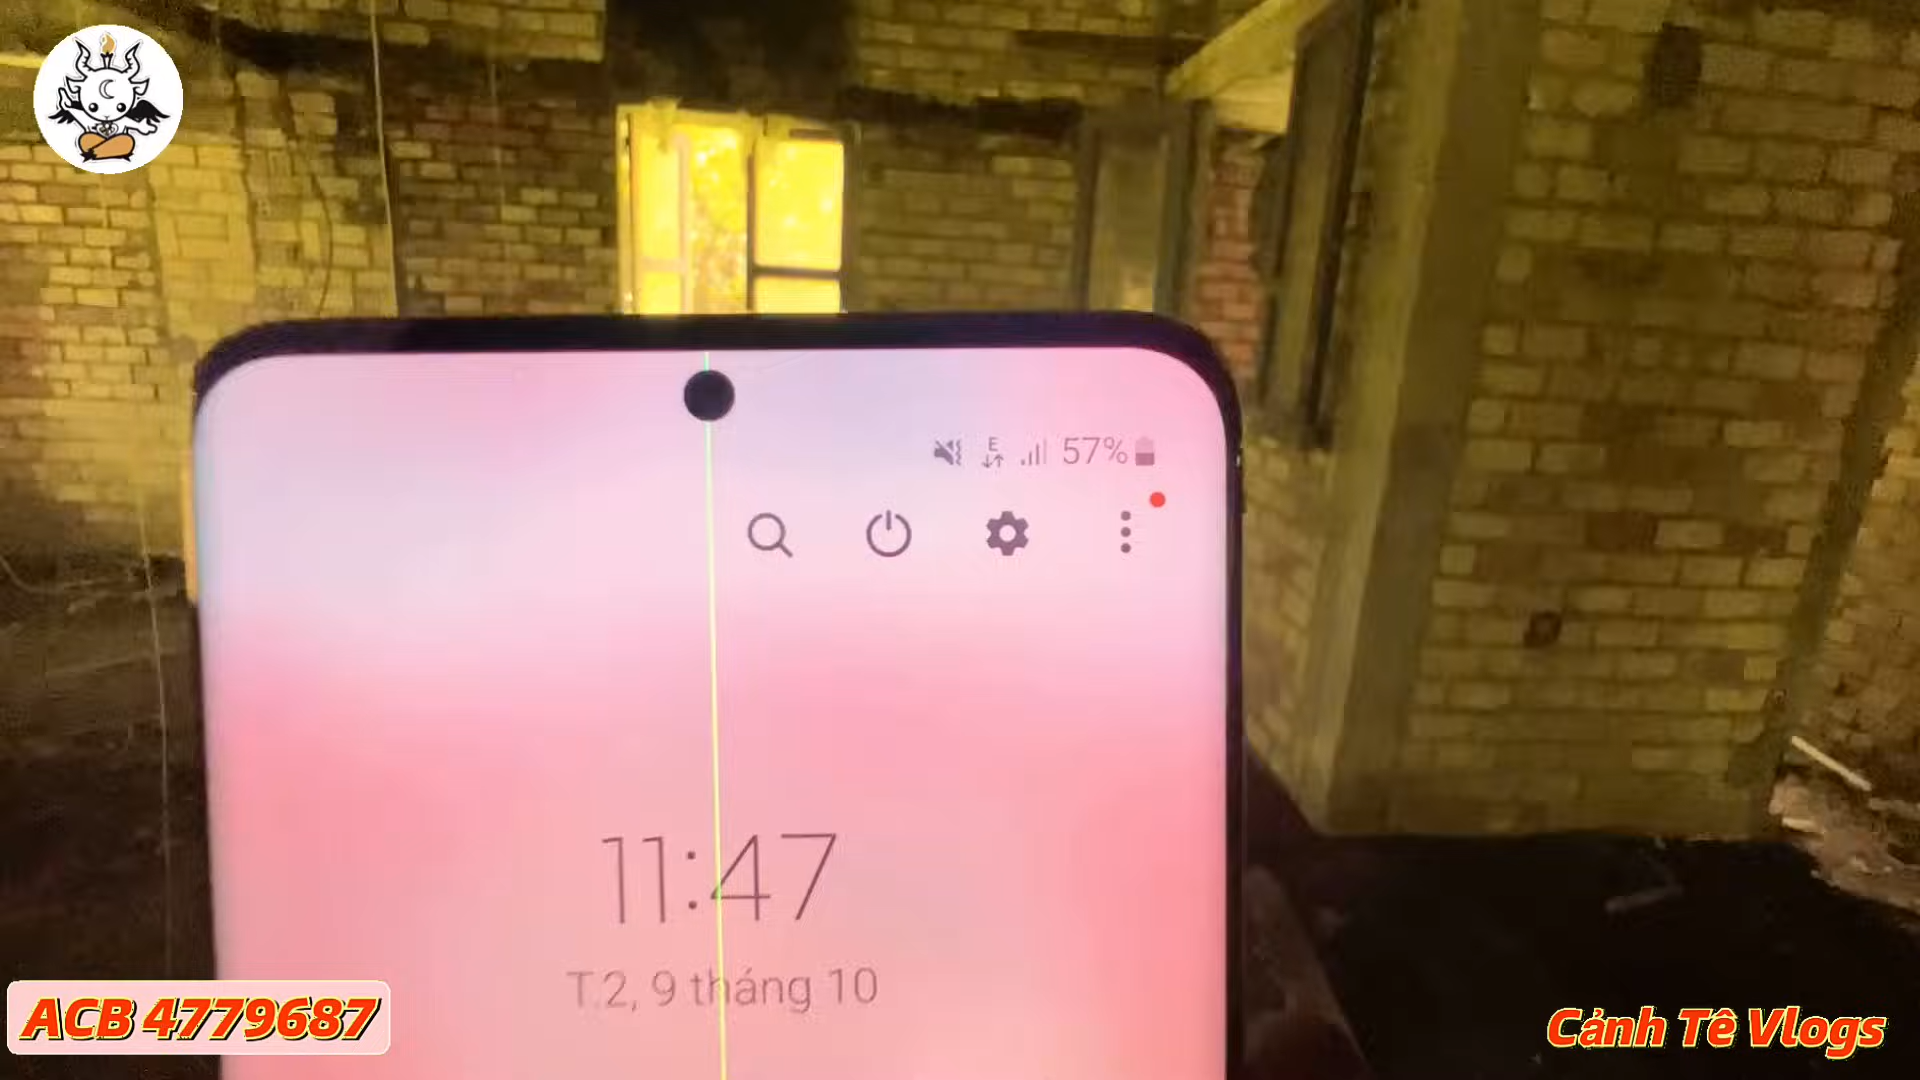 E
57%
11:47
T.2, 9 tháng 10
ACB 4779687
Cảnh Tê Vlogs